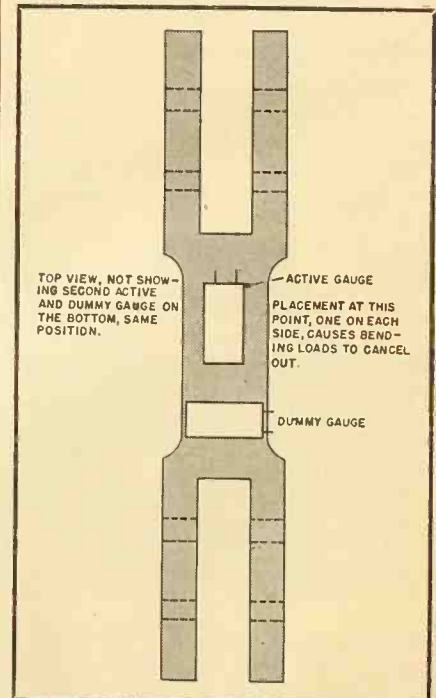 TOP VIEW, NOT SHOW-
ING SECOND ACTIVE
AND DUMMY GAUGE ON
THE BOTTOM, SAME
POSITION.
ACTIVE GAUGE
PLACEMENT AT THIS
POINT, ONE ON EACH
SIDE, CAUSES BEND-
ING LOADS TO CANCEL
OUT.
DUMMY GAUGE